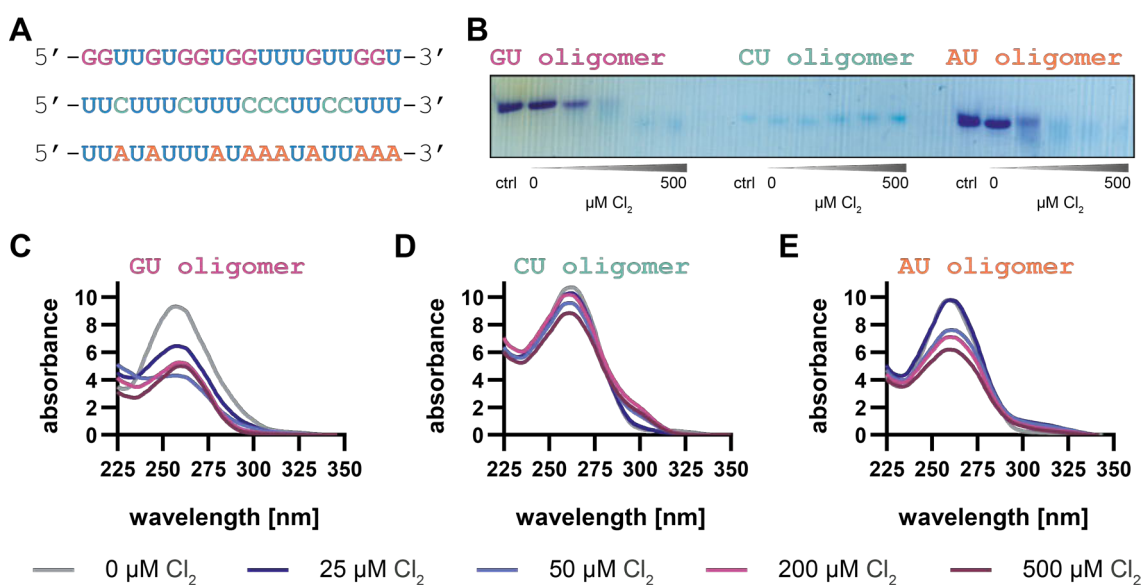 A
5′-GGUUGUGGUGGUUUGUUGGU-3′
5′-UUCUUUCUUUCCCUUCCUUU-3′
5′-UUAUAUUUAUAAAUAUUAAA-3′
B
GU oligomer CU oligomer AU oligomer
ctrl 0 500 ctrl 0 500 ctrl 0 500
µM Cl₂ µM Cl₂ µM Cl₂
C
GU oligomer
absorbance
10
8
6
4
2
0
225 250 275 300 325 350
wavelength [nm]
D
CU oligomer
absorbance
10
8
6
4
2
0
225 250 275 300 325 350
wavelength [nm]
E
AU oligomer
absorbance
10
8
6
4
2
0
225 250 275 300 325 350
wavelength [nm]
0 µM Cl₂ 25 µM Cl₂ 50 µM Cl₂ 200 µM Cl₂ 500 µM Cl₂